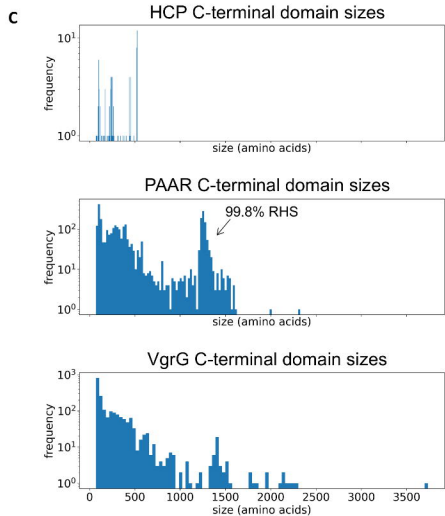 C
HCP C-terminal domain sizes
10¹
10⁰
frequency
size (amino acids)
PAAR C-terminal domain sizes
99.8% RHS
10²
10¹
10⁰
frequency
size (amino acids)
VgrG C-terminal domain sizes
10³
10²
10¹
10⁰
frequency
0 500 1000 1500 2000 2500 3000 3500
size (amino acids)